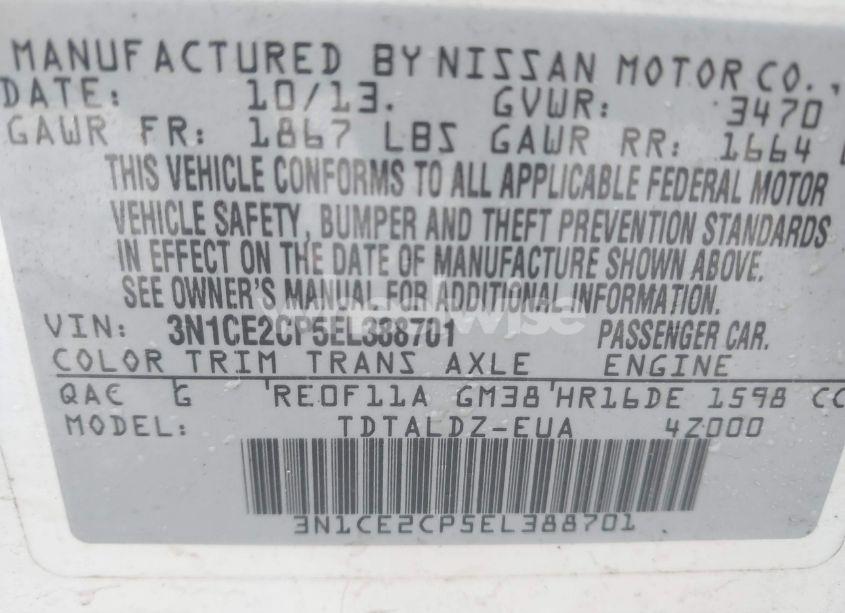 MANUFACTURED BY NISSAN MOTOR CO.,
DATE: 10/13. GVWR: 3470
GAWR FR: 1867 LBS GAWR RR: 1664
THIS VEHICLE CONFORMS TO ALL APPLICABLE FEDERAL MOTOR
VEHICLE SAFETY, BUMPER AND THEFT PREVENTION STANDARDS
IN EFFECT ON THE DATE OF MANUFACTURE SHOWN ABOVE.
SEE OWNER'S MANUAL FOR ADDITIONAL INFORMATION.
wheelwise
VIN: 3N1CE2CP5EL388701 PASSENGER CAR.
COLOR TRIM TRANS AXLE ENGINE
QAC G RE0F11A GM38 HR16DE 1598 CC
MODEL: TDTALDZ-EUA 4Z000
3N1CE2CP5EL388701